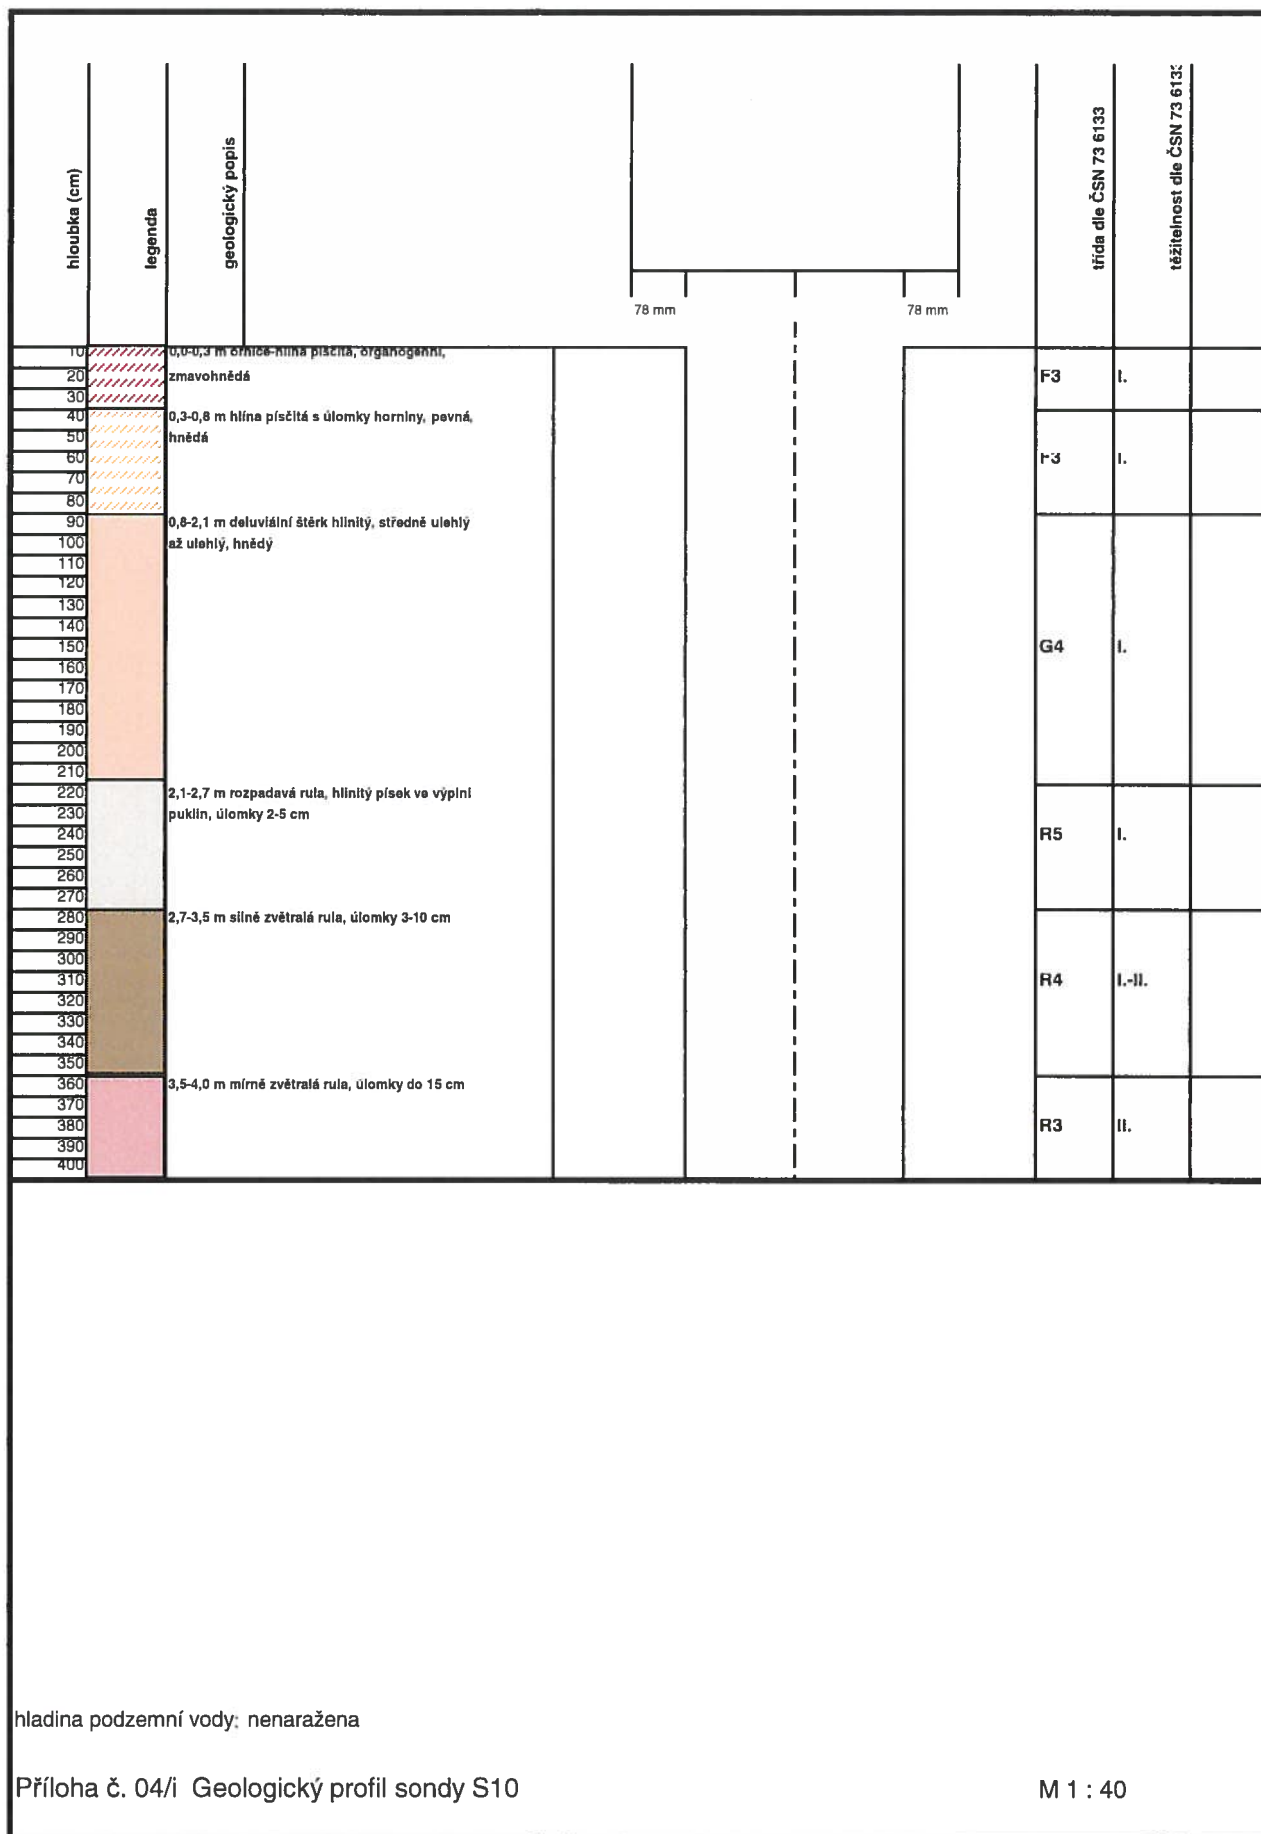 hloubka (cm)
legenda
geologický popis
třída dle ČSN 73 6133
těžitelnost dle ČSN 73 6133
78 mm
78 mm
10
20
30
40
50
60
70
80
90
100
110
120
130
140
150
160
170
180
190
200
210
220
230
240
250
260
270
280
290
300
310
320
330
340
350
360
370
380
390
400
0,0-0,3 m ornice-hlína písčitá, organogenní,
zmavohnědá
F3 I.
0,3-0,8 m hlína písčitá s úlomky horniny, pevná,
hnědá
F3 I.
0,8-2,1 m deluviální štěrk hlinitý, středně ulehlý
až ulehlý, hnědý
G4 I.
2,1-2,7 m rozpadavá rula, hlinitý písek ve výplni
puklin, úlomky 2-5 cm
R5 I.
2,7-3,5 m silně zvětralá rula, úlomky 3-10 cm
R4 I.-II.
3,5-4,0 m mírně zvětralá rula, úlomky do 15 cm
R3 II.
hladina podzemní vody: nenaražena
Příloha č. 04/i Geologický profil sondy S10
M 1 : 40